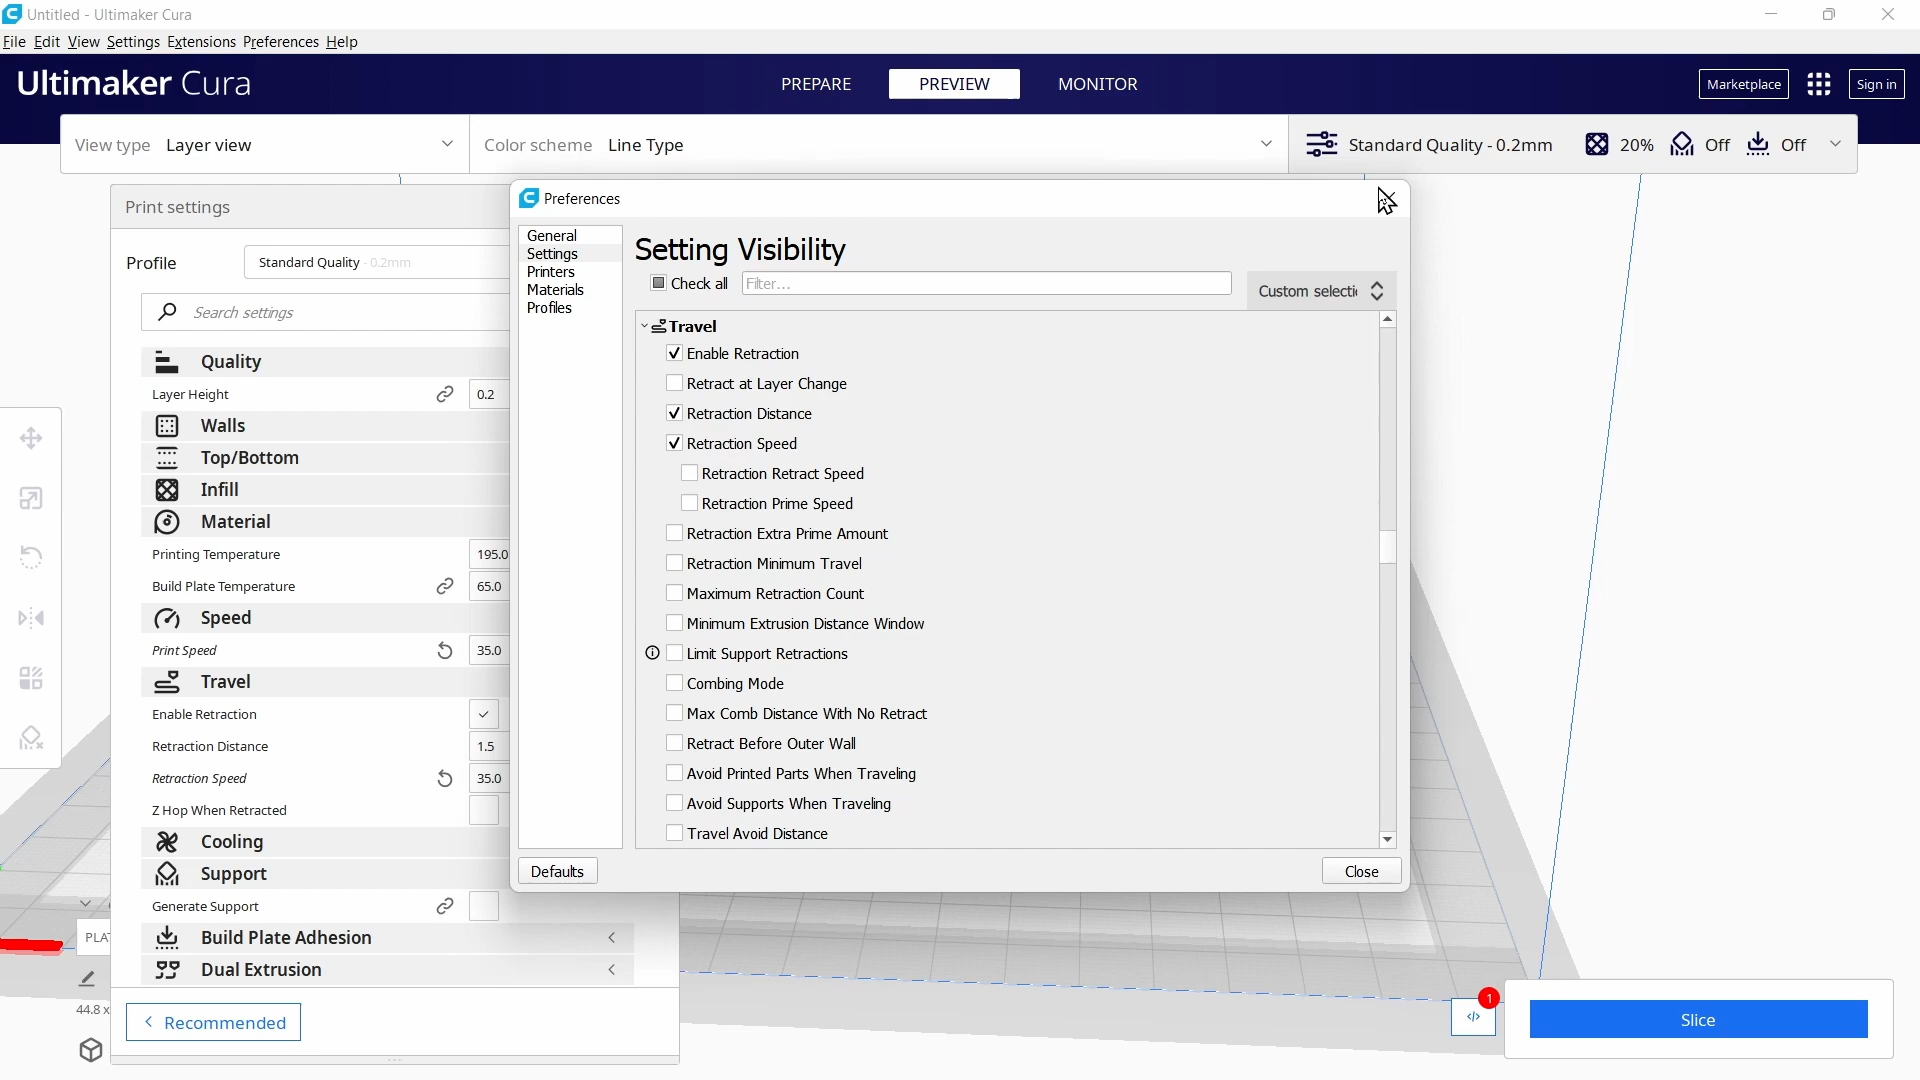 Untitled - Ultimaker Cura
File Edit View Settings Extensions Preferences Help
Ultimaker Cura
PREPARE
PREVIEW
MONITOR
Marketplace
Sign in
View type Layer view
Color scheme Line Type
Standard Quality - 0.2mm
20%
Off
Off
Print settings
Profile
Standard Quality - 0.2mm
Search settings
Quality
Layer Height
0.2
Walls
Top/Bottom
Infill
Material
Printing Temperature
195.0
Build Plate Temperature
65.0
Speed
Print Speed
35.0
Travel
Enable Retraction
Retraction Distance
1.5
Retraction Speed
35.0
Z Hop When Retracted
Cooling
Support
Generate Support
Build Plate Adhesion
Dual Extrusion
Recommended
44.8 x
Preferences
General
Settings
Printers
Materials
Profiles
Setting Visibility
Check all
Filter...
Travel
Enable Retraction
Retract at Layer Change
Retraction Distance
Retraction Speed
Retraction Retract Speed
Retraction Prime Speed
Retraction Extra Prime Amount
Retraction Minimum Travel
Maximum Retraction Count
Minimum Extrusion Distance Window
Limit Support Retractions
Combing Mode
Max Comb Distance With No Retract
Retract Before Outer Wall
Avoid Printed Parts When Traveling
Avoid Supports When Traveling
Travel Avoid Distance
Defaults
Close
1
Slice